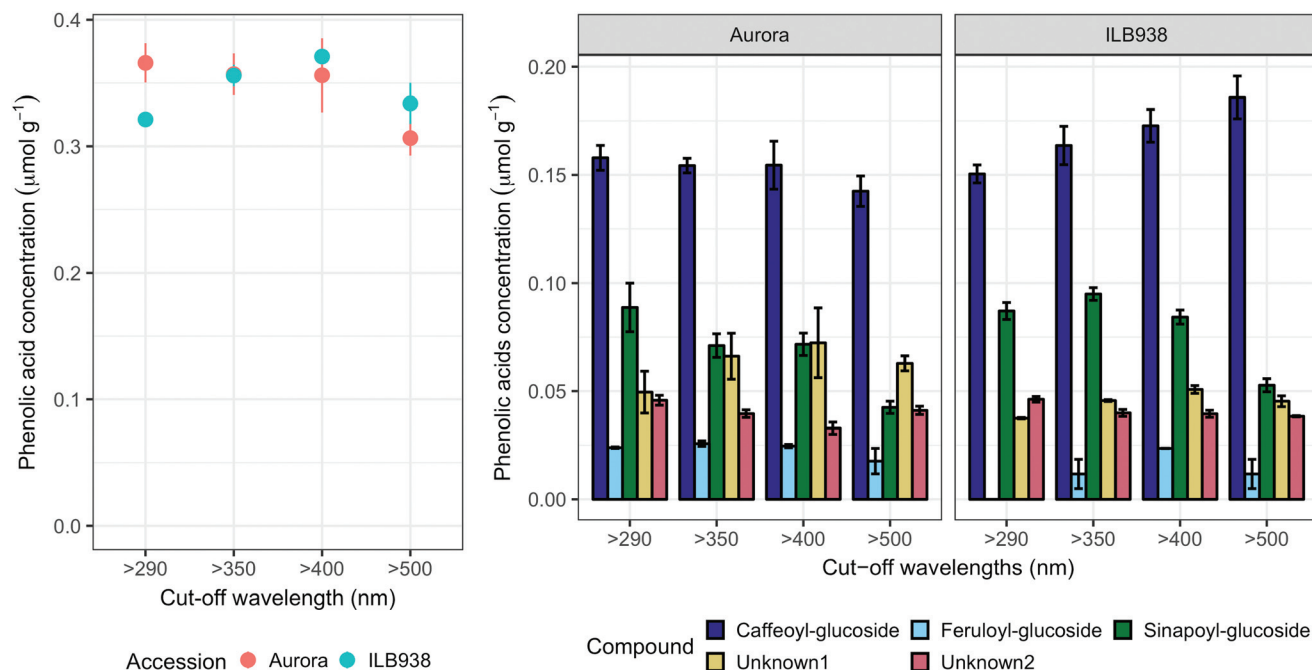 Phenolic acid concentration (μmol g⁻¹)
0.4
0.3
0.2
0.1
0.0
>290 >350 >400 >500
Cut-off wavelength (nm)
Accession Aurora ILB938
Phenolic acids concentration (μmol g⁻¹)
Aurora ILB938
0.20
0.15
0.10
0.05
0.00
>290 >350 >400 >500 >290 >350 >400 >500
Cut−off wavelengths (nm)
Compound
Caffeoyl-glucoside Feruloyl-glucoside Sinapoyl-glucoside
Unknown1 Unknown2